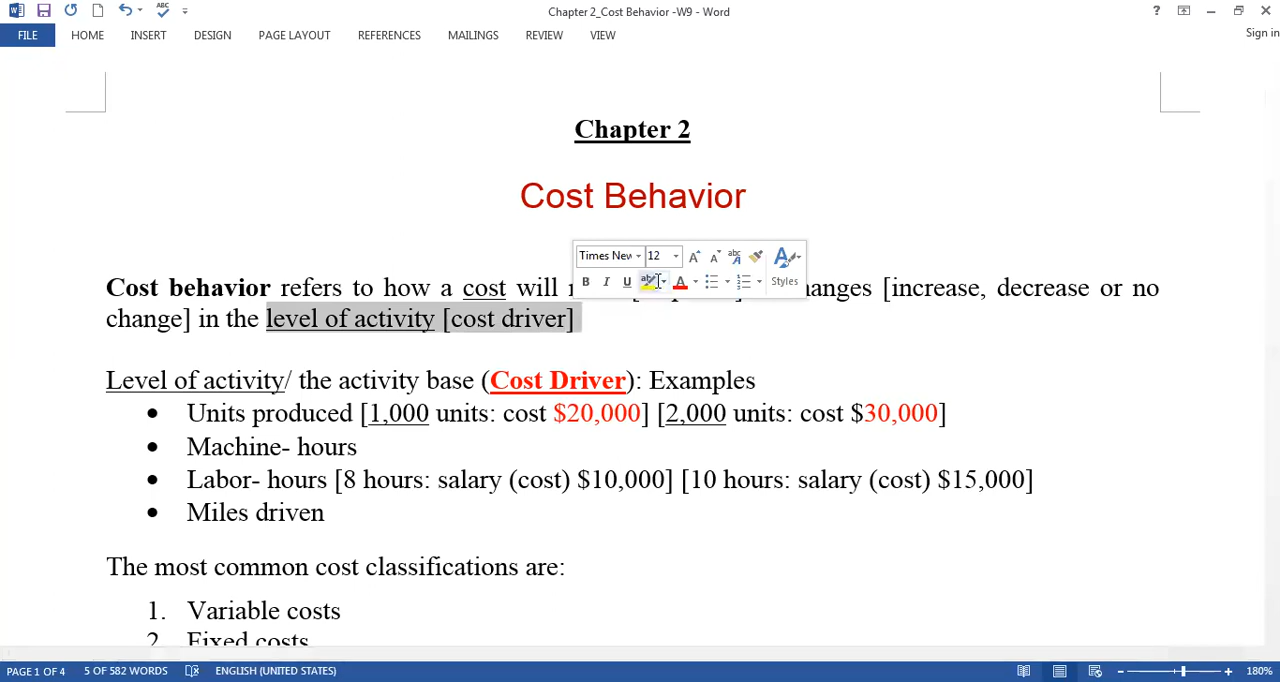 Chapter 2_Cost Behavior -W9 - Word
?
FILE HOME INSERT DESIGN PAGE LAYOUT REFERENCES MAILINGS REVIEW VIEW Sign in
Chapter 2
Cost Behavior
Times New 12
B I U Styles
Cost behavior refers to how a cost will changes [increase, decrease or no
change] in the level of activity [cost driver]
Level of activity/ the activity base (Cost Driver): Examples
• Units produced [1,000 units: cost $20,000] [2,000 units: cost $30,000]
• Machine- hours
• Labor- hours [8 hours: salary (cost) $10,000] [10 hours: salary (cost) $15,000]
• Miles driven
The most common cost classifications are:
1. Variable costs
2. Fixed costs
PAGE 1 OF 4 5 OF 582 WORDS ENGLISH (UNITED STATES) 180%